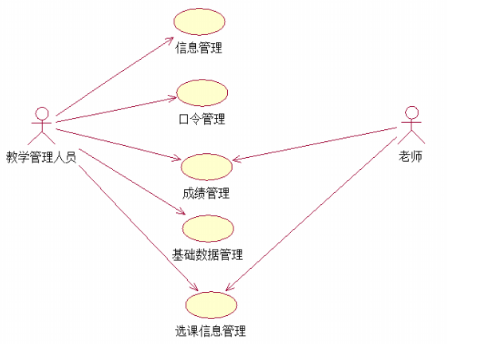 信息管理
口令管理
教学管理人员
老师
成绩管理
基础数据管理
选课信息管理